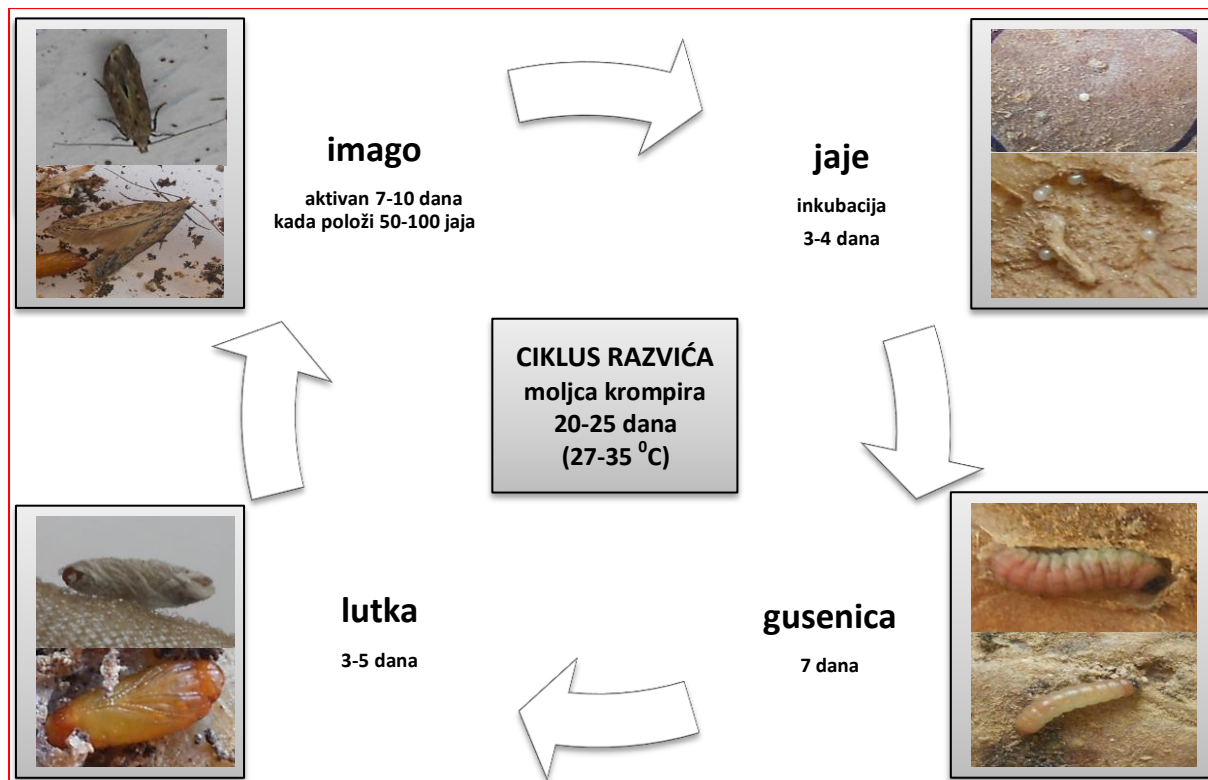 imago
aktivan 7-10 dana
kada položi 50-100 jaja
jaje
inkubacija
3-4 dana
CIKLUS RAZVIĆA
moljca krompira
20-25 dana
(27-35 ⁰C)
lutka
3-5 dana
gusenica
7 dana